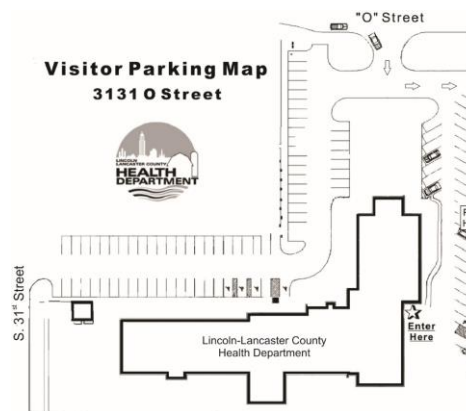 "O" Street
Visitor Parking Map
3131 O Street
LINCOLN
LANCASTER COUNTY
HEALTH
DEPARTMENT
S. 31st Street
Lincoln-Lancaster County
Health Department
Enter
Here